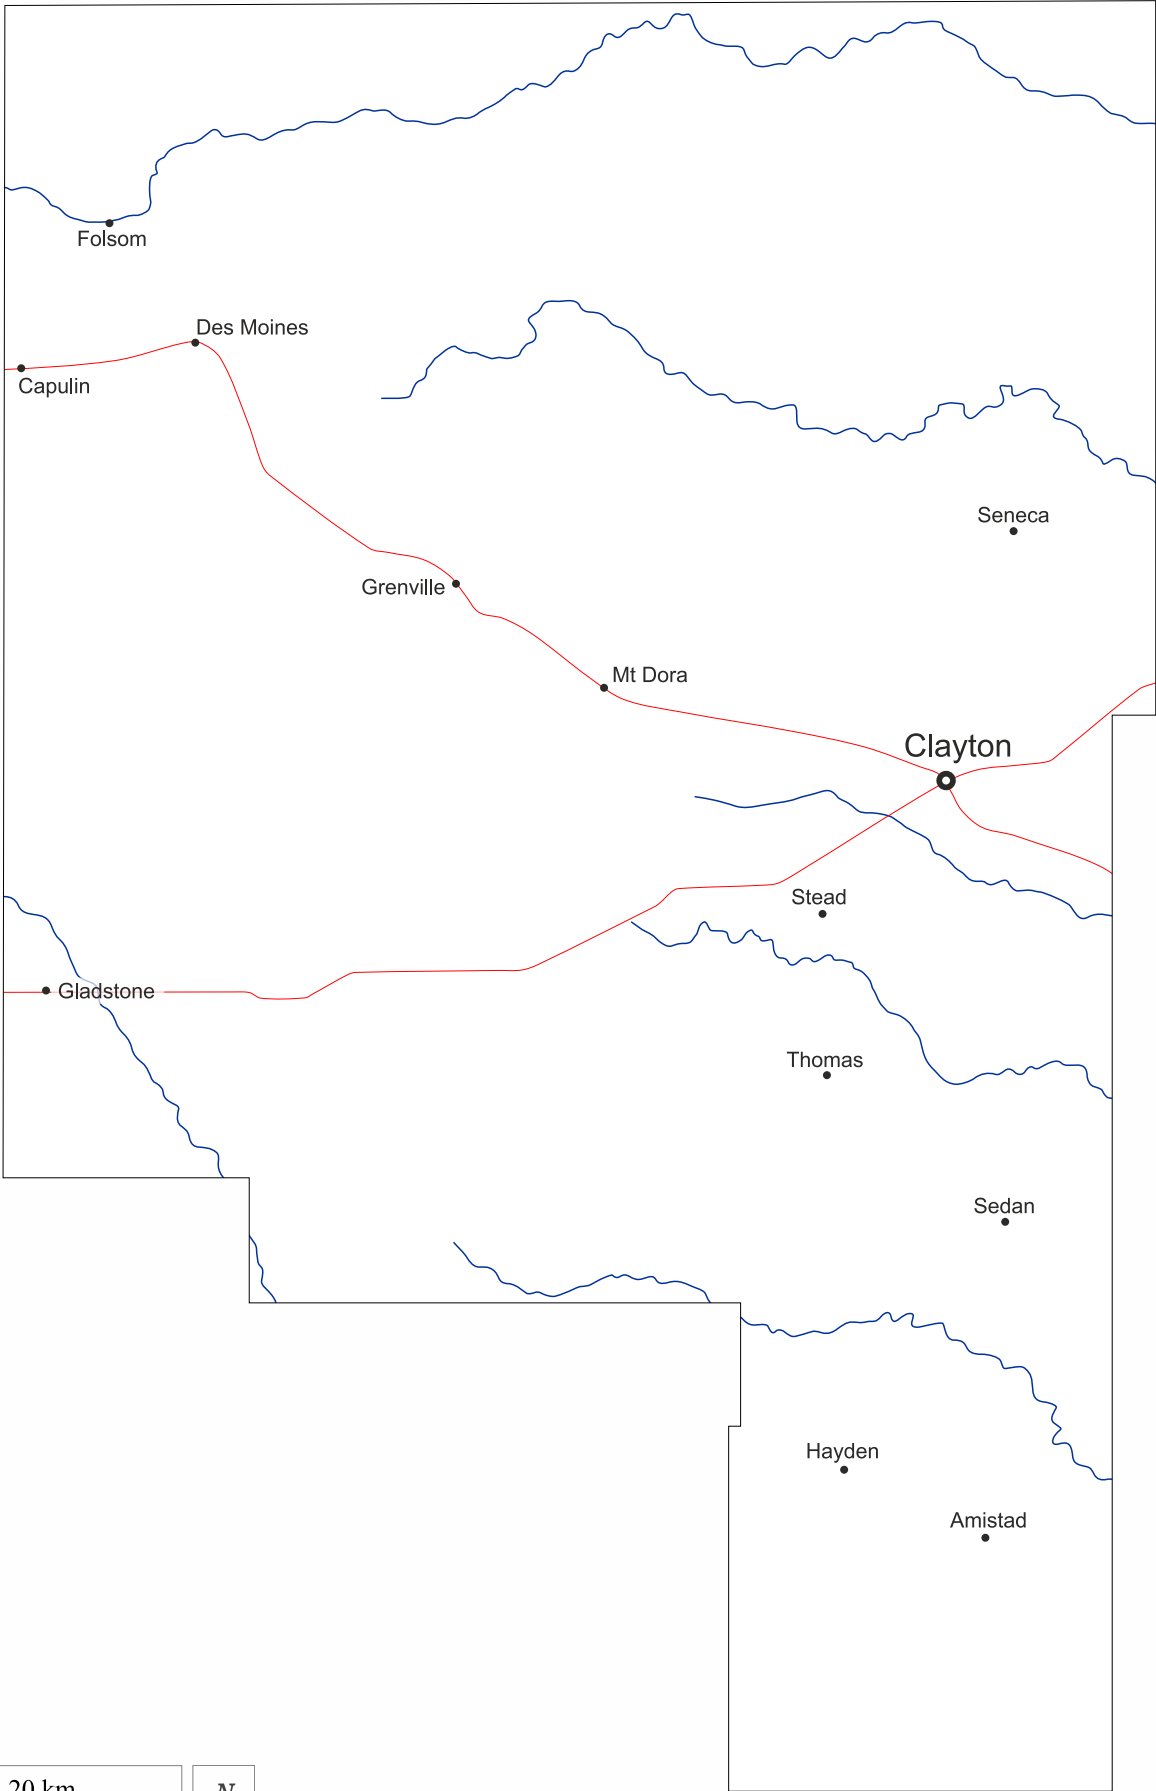 Folsom
Des Moines
Capulin
Seneca
Grenville
Mt Dora
Clayton
Stead
Gladstone
Thomas
Sedan
Hayden
Amistad
20 km
N